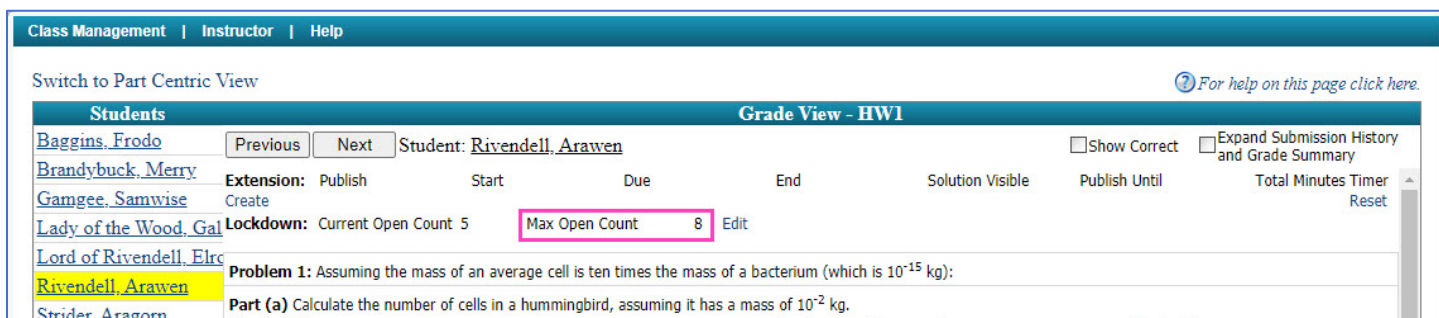 Class Management | Instructor | Help
Switch to Part Centric View
For help on this page click here.
Students
Grade View - HW1
Baggins, Frodo
Brandybuck, Merry
Gamgee, Samwise
Lady of the Wood, Gal
Lord of Rivendell, Elro
Rivendell, Arawen
Strider, Aragorn
Previous Next Student: Rivendell, Arawen Show Correct Expand Submission History
and Grade Summary
Extension: Publish Start Due End Solution Visible Publish Until Total Minutes Timer
Create Reset
Lockdown: Current Open Count 5 Max Open Count 8 Edit
Problem 1: Assuming the mass of an average cell is ten times the mass of a bacterium (which is 10⁻¹⁵ kg):
Part (a) Calculate the number of cells in a hummingbird, assuming it has a mass of 10⁻² kg.